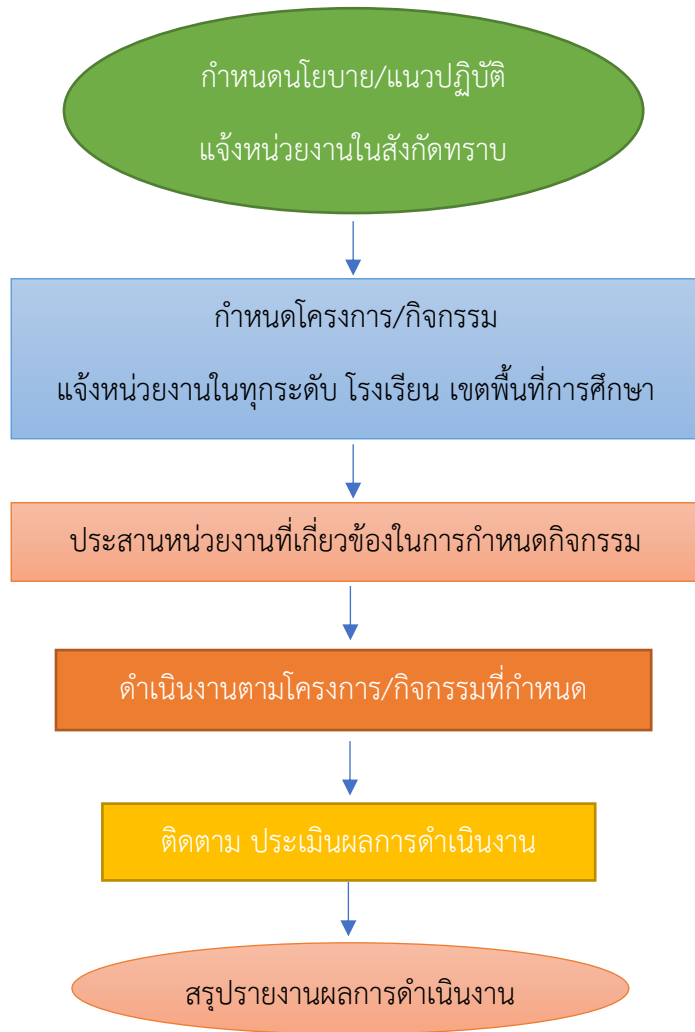 กำหนดนโยบาย/แนวปฏิบัติ
แจ้งหน่วยงานในสังกัดทราบ
กำหนดโครงการ/กิจกรรม
แจ้งหน่วยงานในทุกระดับ โรงเรียน เขตพื้นที่การศึกษา
ประสานหน่วยงานที่เกี่ยวข้องในการกำหนดกิจกรรม
ดำเนินงานตามโครงการ/กิจกรรมที่กำหนด
ติดตาม ประเมินผลการดำเนินงาน
สรุปรายงานผลการดำเนินงาน